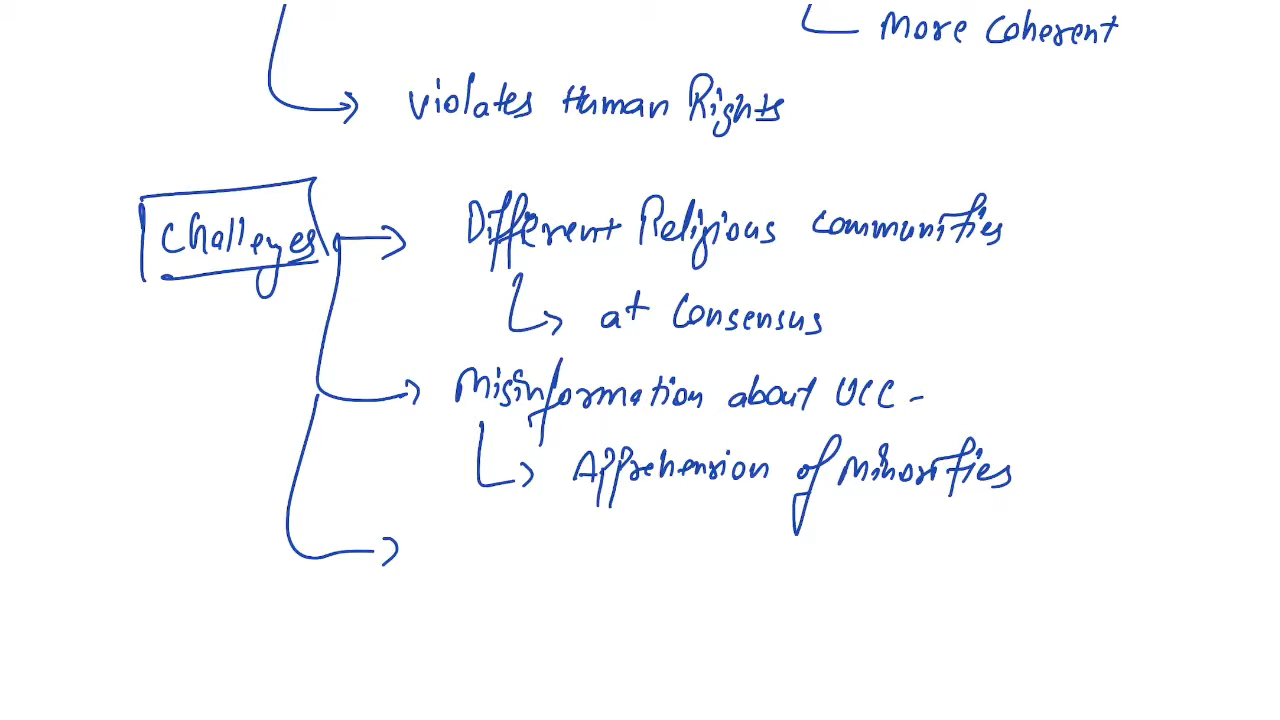 More Coherent
Violates Human Rights
Challenges
Different Religious communities
at Consensus
Misinformation about UCC -
Apprehension of Minorities